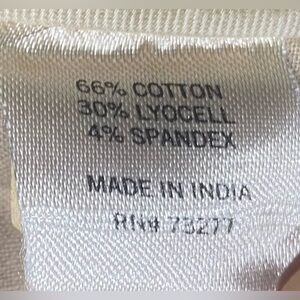 66% COTTON
30% LYOCELL
4% SPANDEX
MADE IN INDIA
RN# 73277